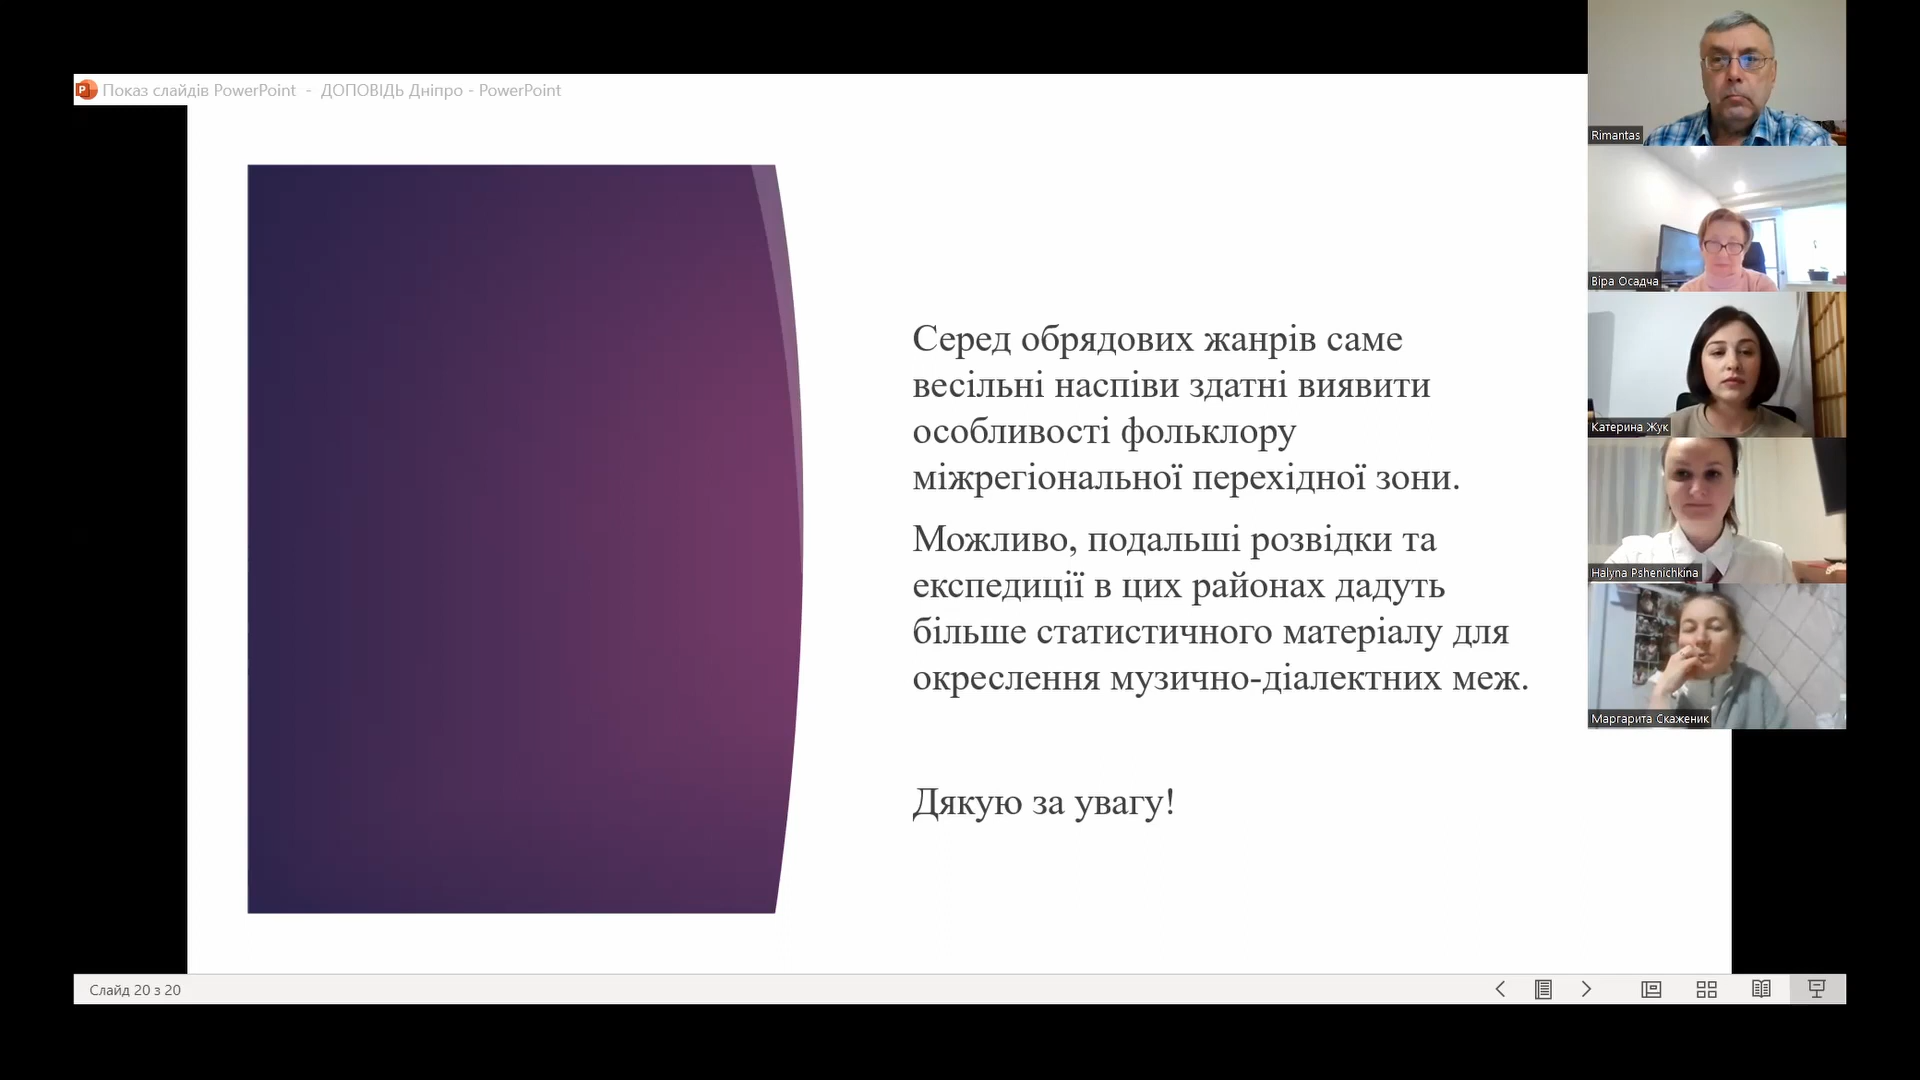 Показ слайдів PowerPoint - ДОПОВІДЬ Дніпро - PowerPoint
Серед обрядових жанрів саме
весільні наспіви здатні виявити
особливості фольклору
міжрегіональної перехідної зони.
Можливо, подальші розвідки та
експедиції в цих районах дадуть
більше статистичного матеріалу для
окреслення музично-діалектних меж.
Дякую за увагу!
Rimantas
Віра Осадча
Катерина Жук
Halyna Pshenichkina
Маргарита Скаженик
Слайд 20 з 20